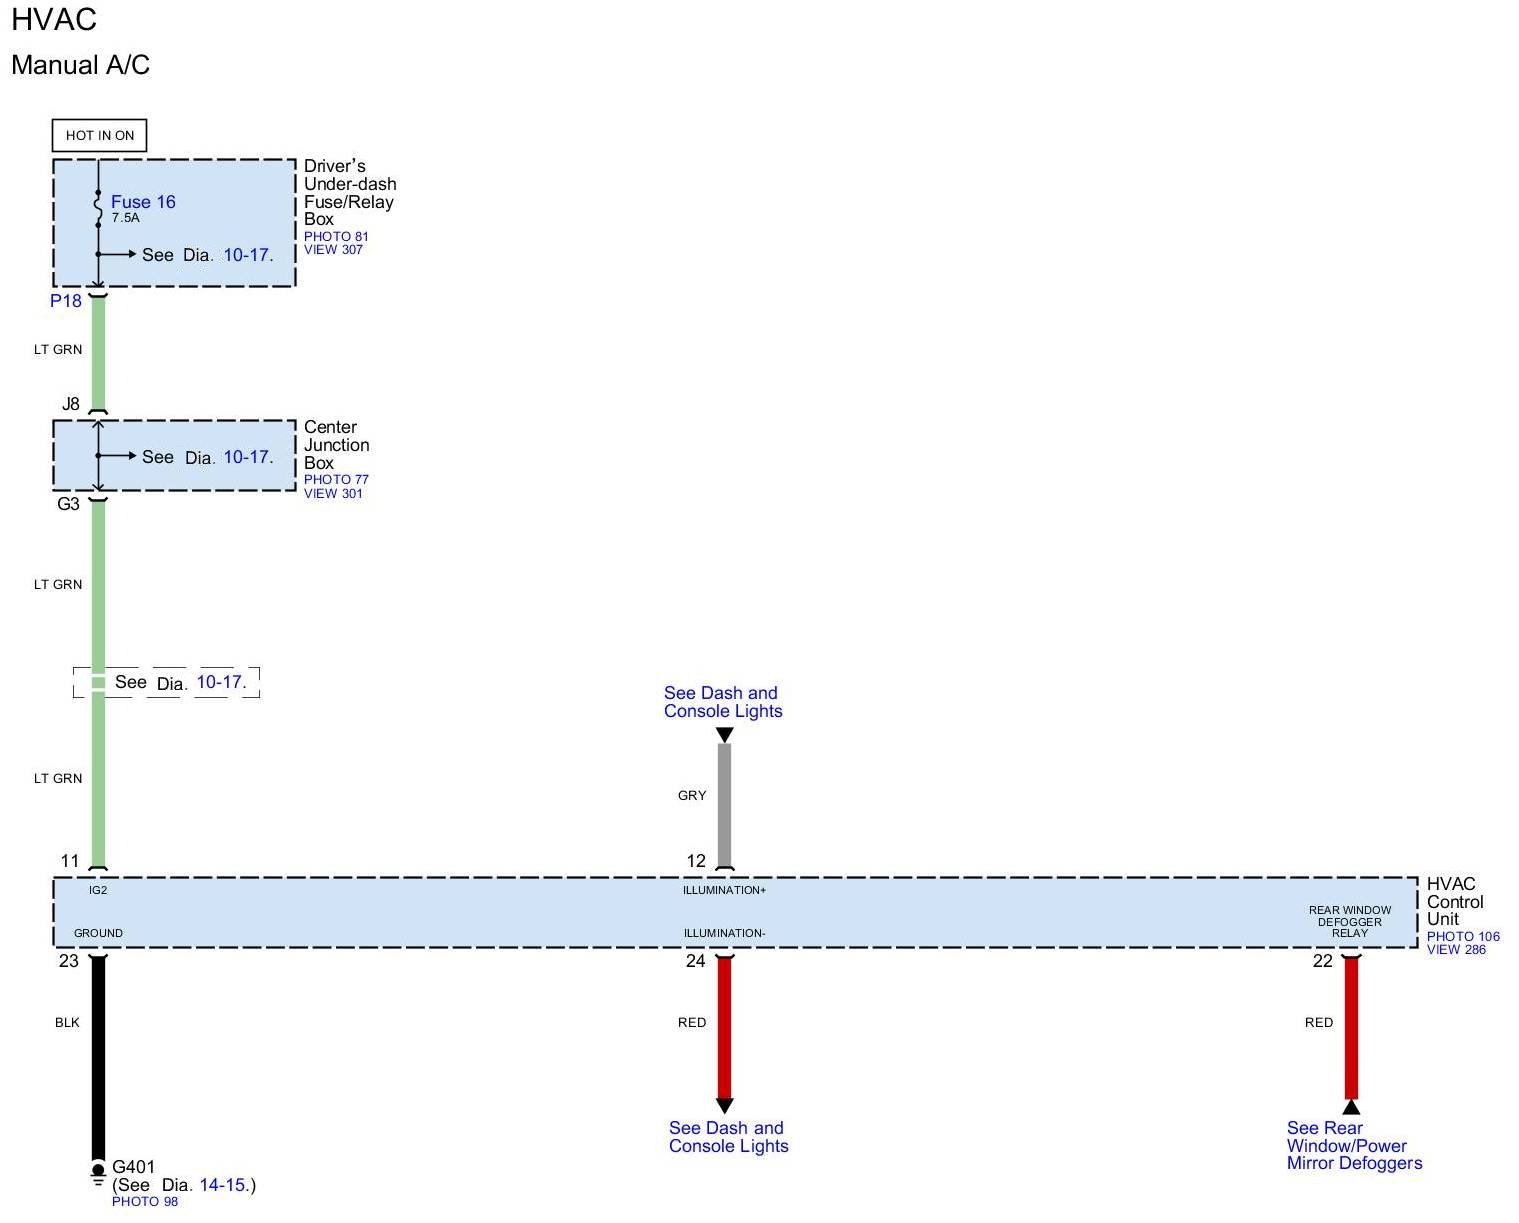 HVAC
Manual A/C
HOT IN ON
Driver's
Under-dash
Fuse/Relay
Box
PHOTO 81
VIEW 307
Fuse 16
7.5A
See Dia. 10-17.
P18
LT GRN
J8
Center
Junction
Box
PHOTO 77
VIEW 301
See Dia. 10-17.
G3
LT GRN
See Dia. 10-17.
LT GRN
See Dash and
Console Lights
GRY
11
12
IG2
ILLUMINATION+
HVAC
Control
Unit
PHOTO 106
VIEW 286
GROUND
ILLUMINATION-
REAR WINDOW
DEFOGGER
RELAY
23
24
22
BLK
RED
RED
See Dash and
Console Lights
See Rear
Window/Power
Mirror Defoggers
G401
(See Dia. 14-15.)
PHOTO 98